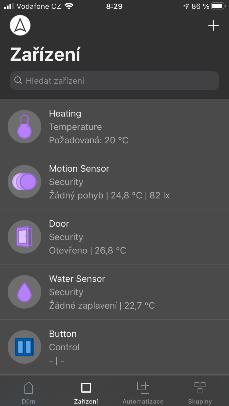 Vodafone CZ 8:29 86 %
Zařízení
Hledat zařízení
Heating
Temperature
Požadovaná: 20 °C
Motion Sensor
Security
Žádný pohyb | 24,8 °C | 82 lx
Door
Security
Otevřeno | 26,8 °C
Water Sensor
Security
Žádné zaplavení | 22,7 °C
Button
Control
- | -
Dům Zařízení Automatizace Skupiny